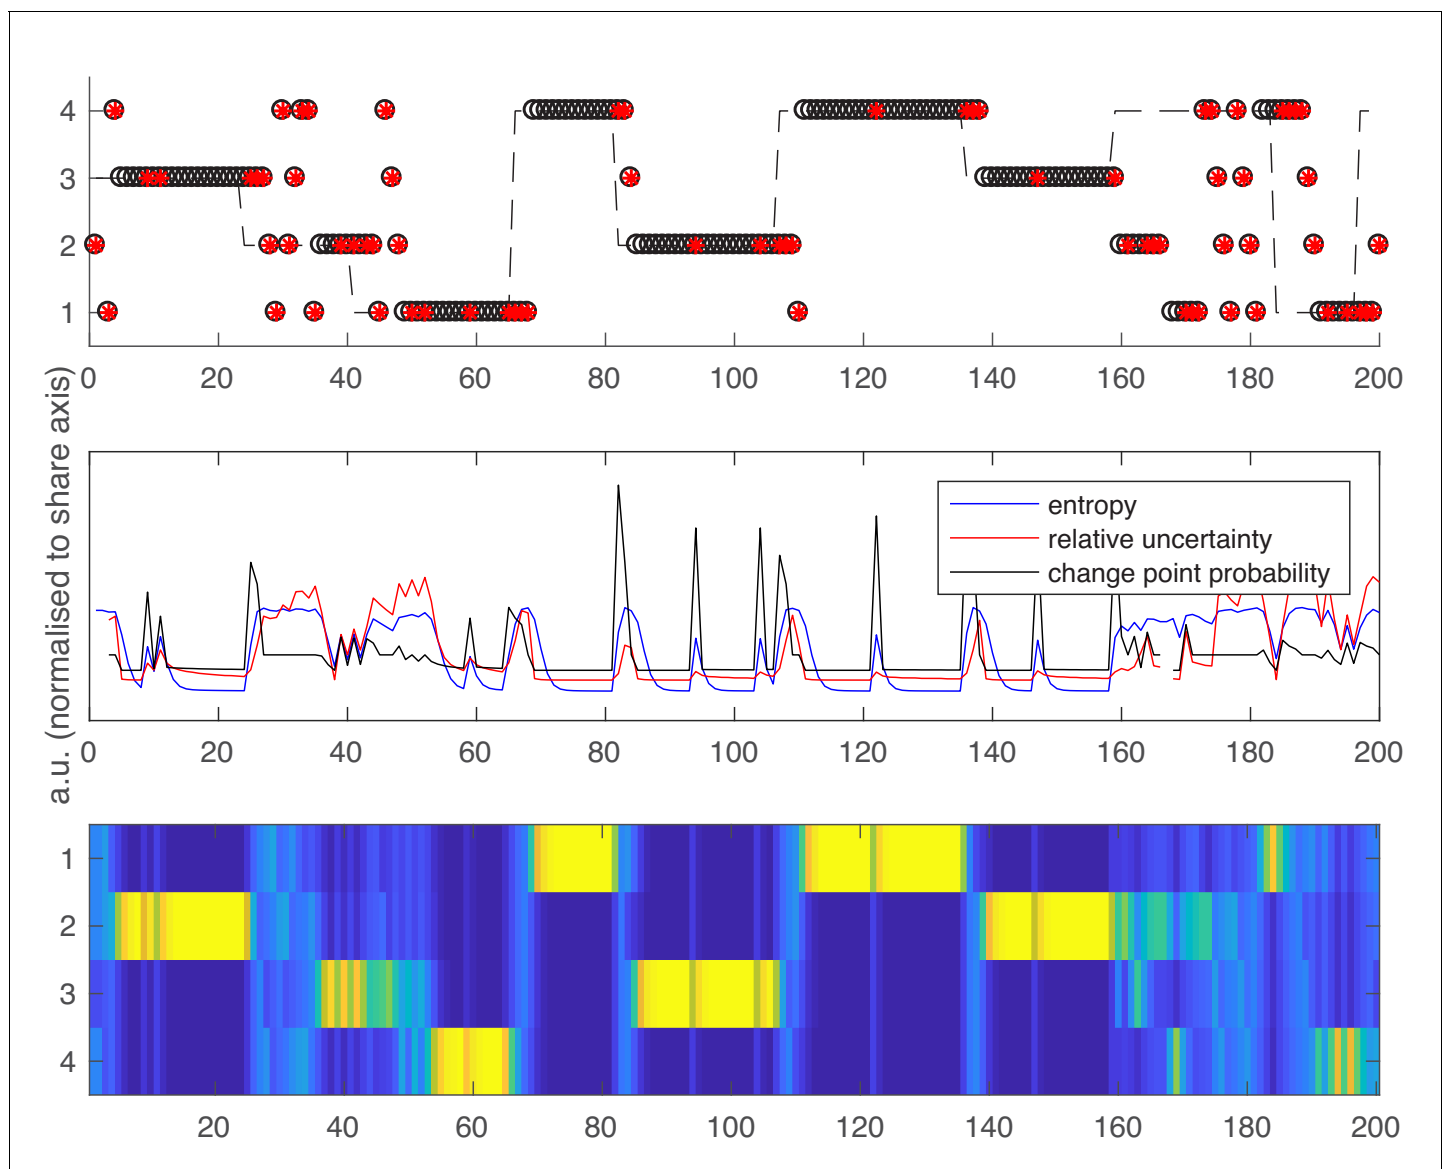 4
3
2
1
0 20 40 60 80 100 120 140 160 180 200
a.u. (normalised to share axis)
entropy
relative uncertainty
change point probability
0 20 40 60 80 100 120 140 160 180 200
1
2
3
4
20 40 60 80 100 120 140 160 180 200